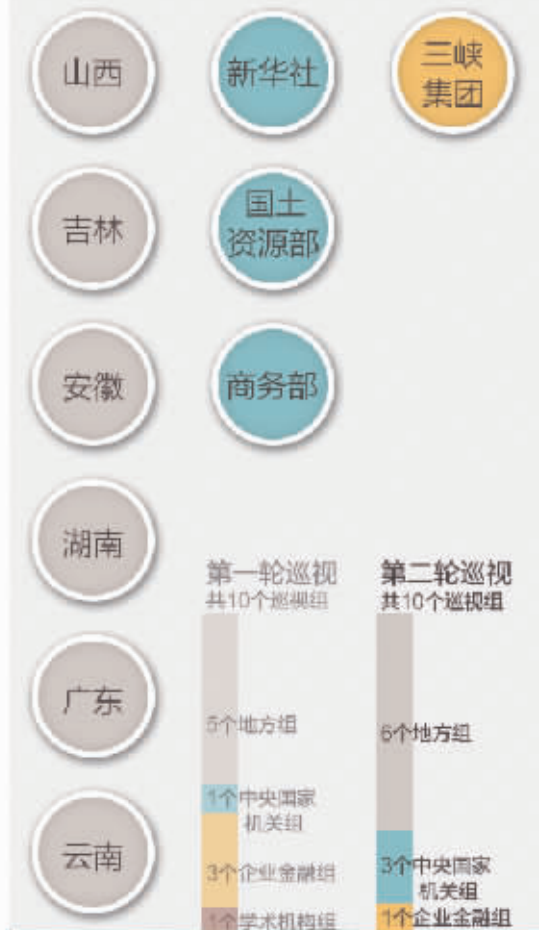 山西
新华社
三峡
集团
吉林
国土
资源部
安徽
商务部
湖南
广东
云南
第一轮巡视
共10个巡视组
5个地方组
1个中央国家
机关组
3个企业金融组
1个学术机构组
第二轮巡视
共10个巡视组
6个地方组
3个中央国家
机关组
1个企业金融组